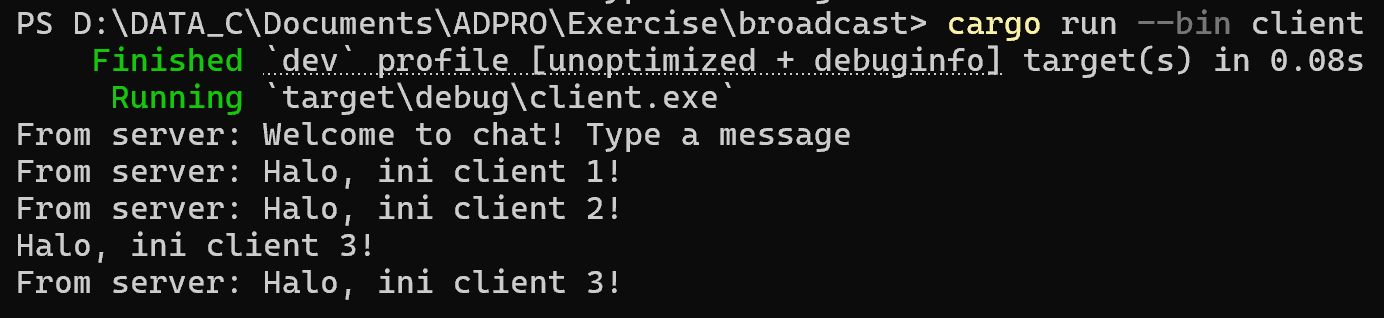 PS D:\DATA_C\Documents\ADPRO\Exercise\broadcast> cargo run --bin client
Finished `dev` profile [unoptimized + debuginfo] target(s) in 0.08s
Running `target\debug\client.exe`
From server: Welcome to chat! Type a message
From server: Halo, ini client 1!
From server: Halo, ini client 2!
Halo, ini client 3!
From server: Halo, ini client 3!